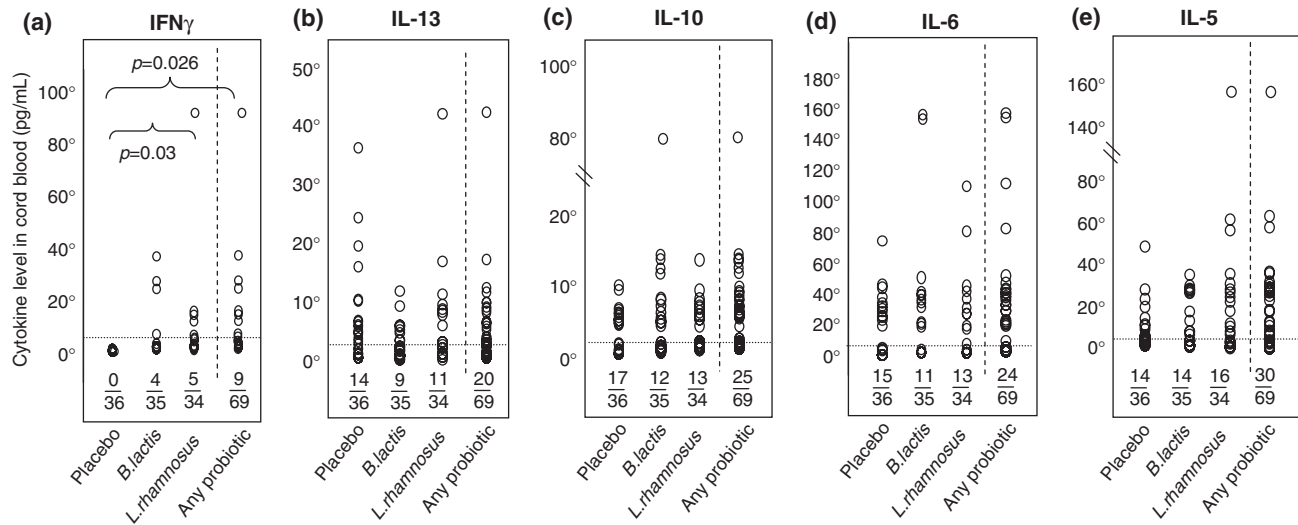 (a) IFNγ
Cytokine level in cord blood (pg/mL)
100°
80°
60°
40°
20°
0°
p=0.026
p=0.03
0/36 4/35 5/34 9/69
Placebo
B.lactis
L.rhamnosus
Any probiotic
(b) IL-13
50°
40°
30°
20°
10°
0°
14/36 9/35 11/34 20/69
Placebo
B.lactis
L.rhamnosus
Any probiotic
(c) IL-10
100°
80°
20°
10°
0°
17/36 12/35 13/34 25/69
Placebo
B.lactis
L.rhamnosus
Any probiotic
(d) IL-6
180°
160°
140°
120°
100°
80°
60°
40°
20°
0°
15/36 11/35 13/34 24/69
Placebo
B.lactis
L.rhamnosus
Any probiotic
(e) IL-5
160°
140°
80°
60°
40°
20°
0°
14/36 14/35 16/34 30/69
Placebo
B.lactis
L.rhamnosus
Any probiotic